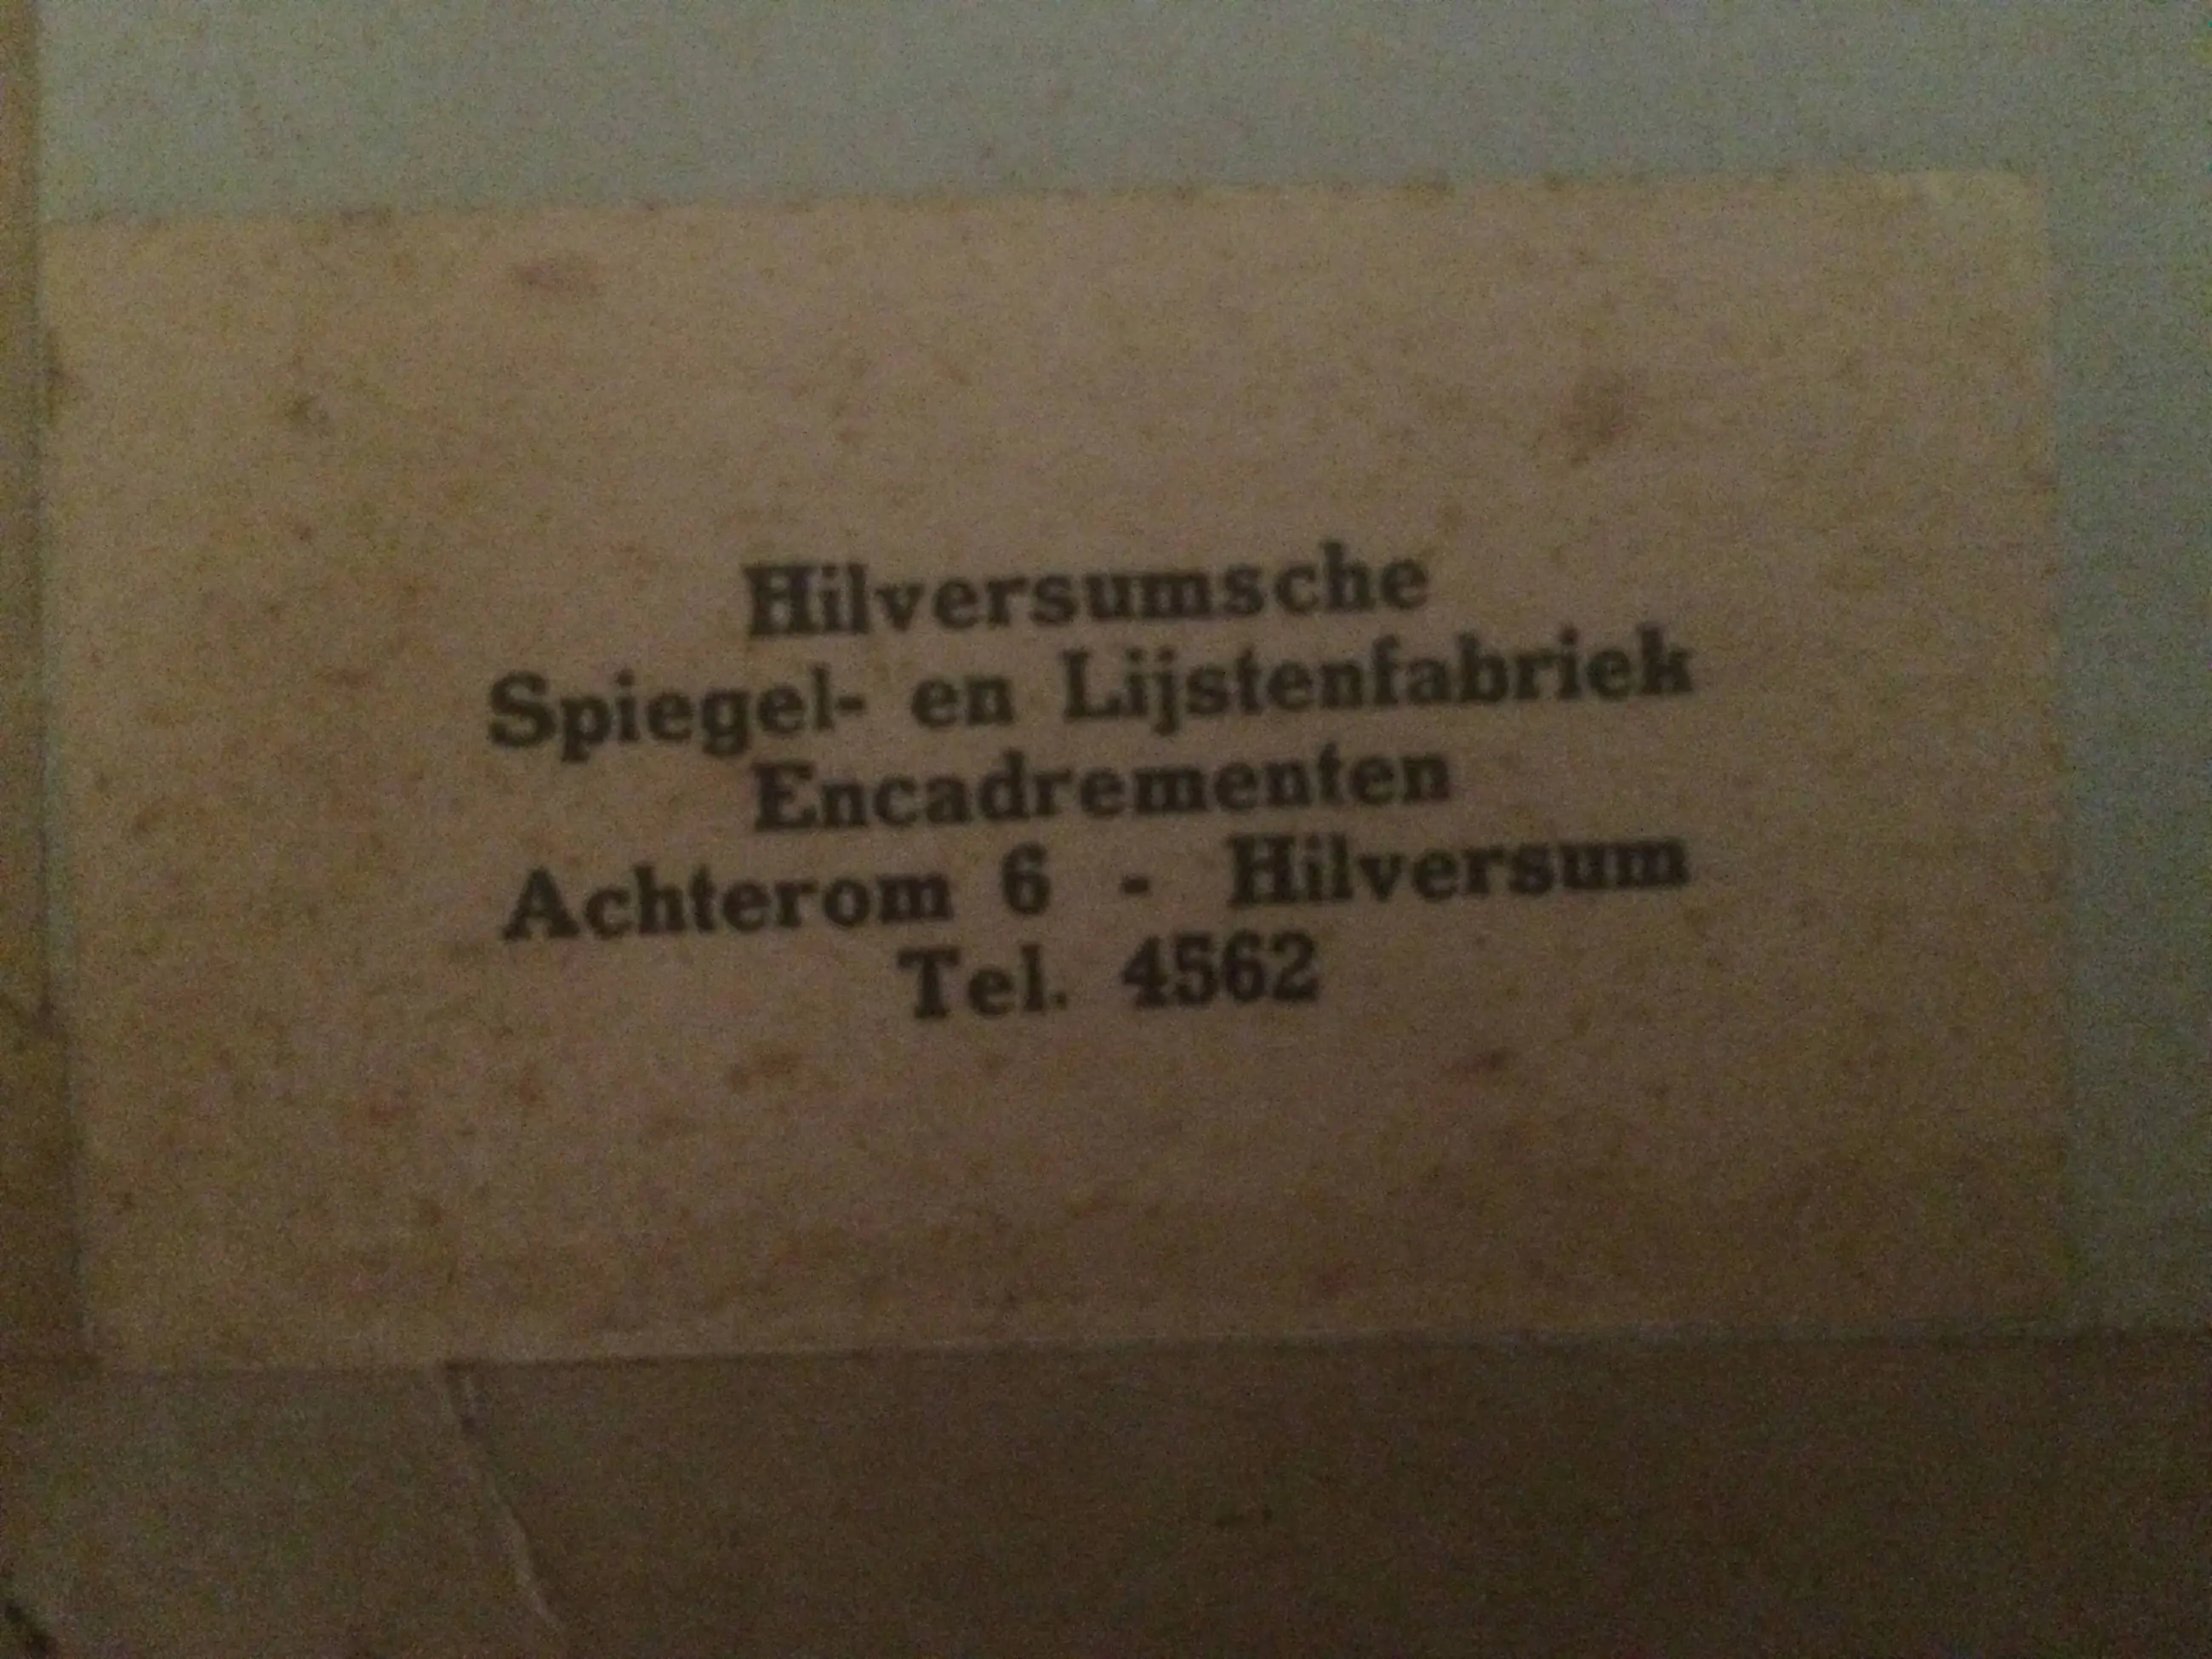 Hilversumsche
Spiegel- en Lijstenfabriek
Encadrementen
Achterom 6 - Hilversum
Tel. 4562